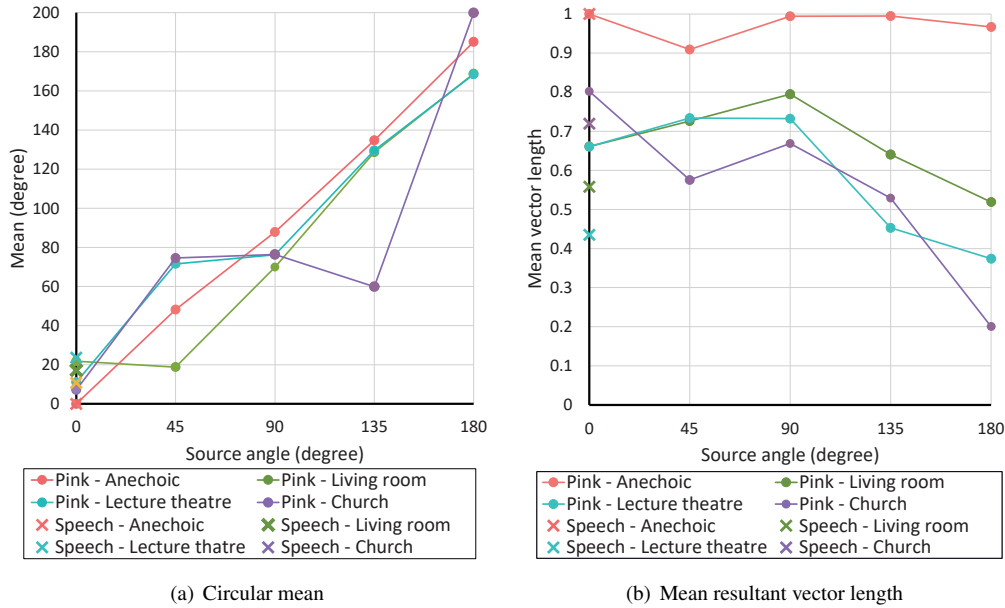 200
180
160
140
120
100
80
60
40
20
0
Mean (degree)
0 45 90 135 180
Source angle (degree)
Pink - Anechoic Pink - Living room
Pink - Lecture theatre Pink - Church
Speech - Anechoic Speech - Living room
Speech - Lecture thatre Speech - Church
(a) Circular mean
1
0.9
0.8
0.7
0.6
0.5
0.4
0.3
0.2
0.1
0
Mean vector length
0 45 90 135 180
Source angle (degree)
Pink - Anechoic Pink - Living room
Pink - Lecture theatre Pink - Church
Speech - Anechoic Speech - Living room
Speech - Lecture theatre Speech - Church
(b) Mean resultant vector length